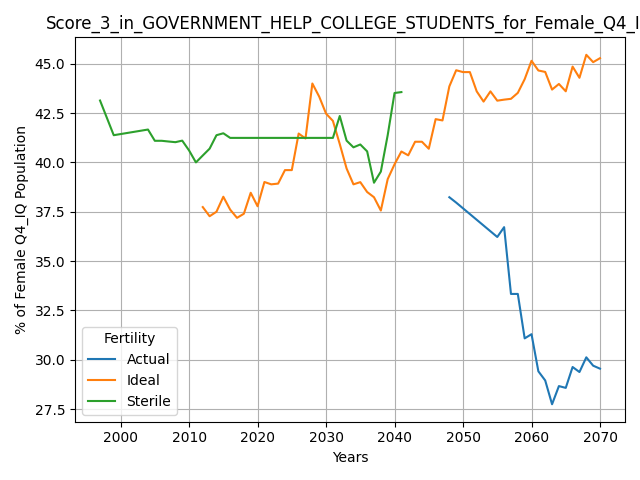 Score_3_in_GOVERNMENT_HELP_COLLEGE_STUDENTS_for_Female_Q4_I
45.0
42.5
40.0
37.5
35.0
32.5
30.0
27.5
% of Female Q4_IQ Population
Fertility
Actual
Ideal
Sterile
2000 2010 2020 2030 2040 2050 2060 2070
Years